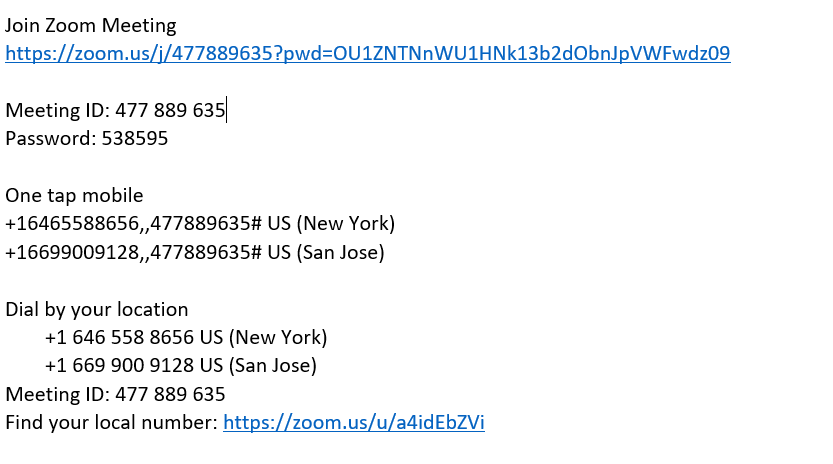 Join Zoom Meeting
https://zoom.us/j/477889635?pwd=OU1ZNTNnWU1HNk13b2dObnJpVWFwdz09
Meeting ID: 477 889 635
Password: 538595
One tap mobile
+16465588656,,477889635# US (New York)
+16699009128,,477889635# US (San Jose)
Dial by your location
+1 646 558 8656 US (New York)
+1 669 900 9128 US (San Jose)
Meeting ID: 477 889 635
Find your local number: https://zoom.us/u/a4idEbZVi